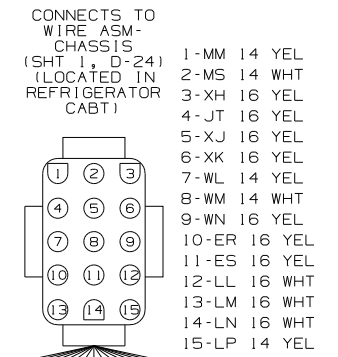 CONNECTS TO
WIRE ASM-
CHASSIS
(SHT 1, D-24)
(LOCATED IN
REFRIGERATOR
CABT)
1-MM 14 YEL
2-MS 14 WHT
3-XH 16 YEL
4-JT 16 YEL
5-XJ 16 YEL
6-XK 16 YEL
7-WL 14 YEL
8-WM 14 WHT
9-WN 16 YEL
10-ER 16 YEL
11-ES 16 YEL
12-LL 16 WHT
13-LM 16 WHT
14-LN 16 WHT
15-LP 14 YEL
1 2 3
4 5 6
7 8 9
10 11 12
13 14 15